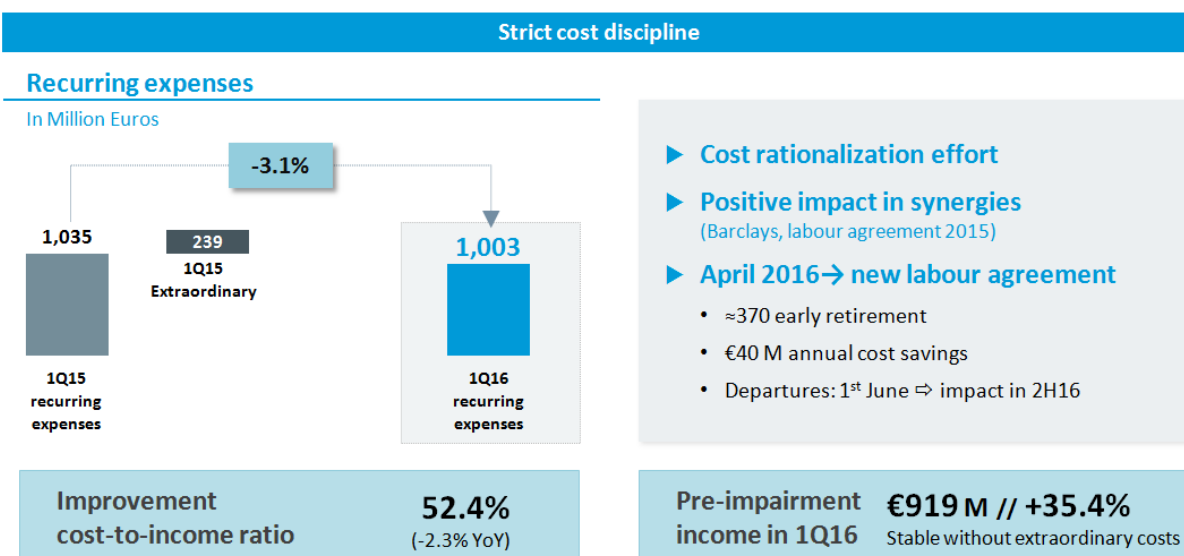 Strict cost discipline
Recurring expenses
In Million Euros
-3.1%
1,035
239
1Q15
Extraordinary
1,003
1Q15
recurring
expenses
1Q16
recurring
expenses
▶ Cost rationalization effort
▶ Positive impact in synergies
(Barclays, labour agreement 2015)
▶ April 2016→ new labour agreement
• ≈370 early retirement
• €40 M annual cost savings
• Departures: 1st June ⇨ impact in 2H16
Improvement
cost-to-income ratio
52.4%
(-2.3% YoY)
Pre-impairment
income in 1Q16
€919 M // +35.4%
Stable without extraordinary costs